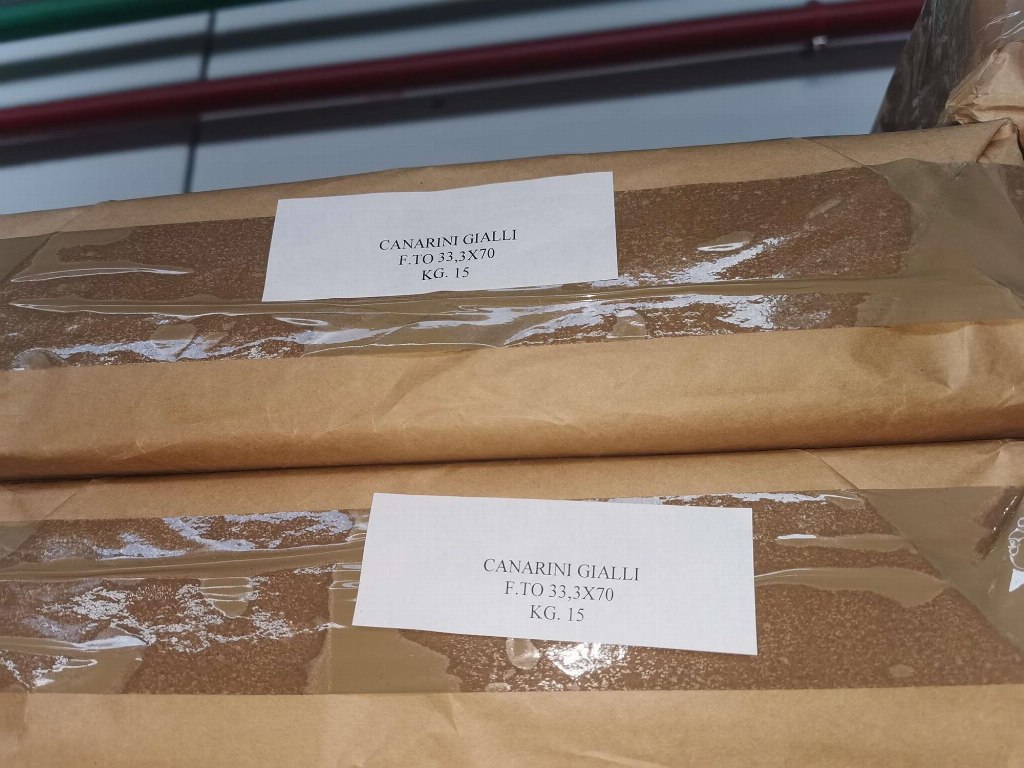 CANARINI GIALLI
F.TO 33,3X70
KG. 15
CANARINI GIALLI
F.TO 33,3X70
KG. 15